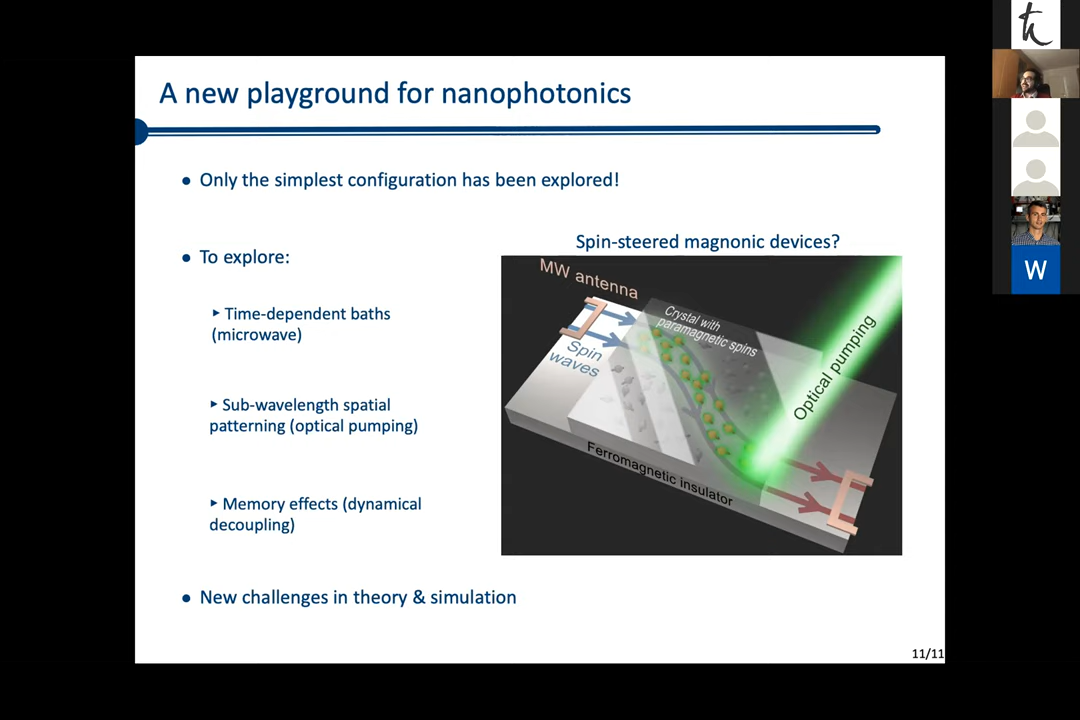 A new playground for nanophotonics
• Only the simplest configuration has been explored!
• To explore:
‣ Time-dependent baths
(microwave)
‣ Sub-wavelength spatial
patterning (optical pumping)
‣ Memory effects (dynamical
decoupling)
• New challenges in theory & simulation
Spin-steered magnonic devices?
MW antenna
Crystal with
paramagnetic spins
Spin
waves
Optical pumping
Ferromagnetic insulator
11/11
W